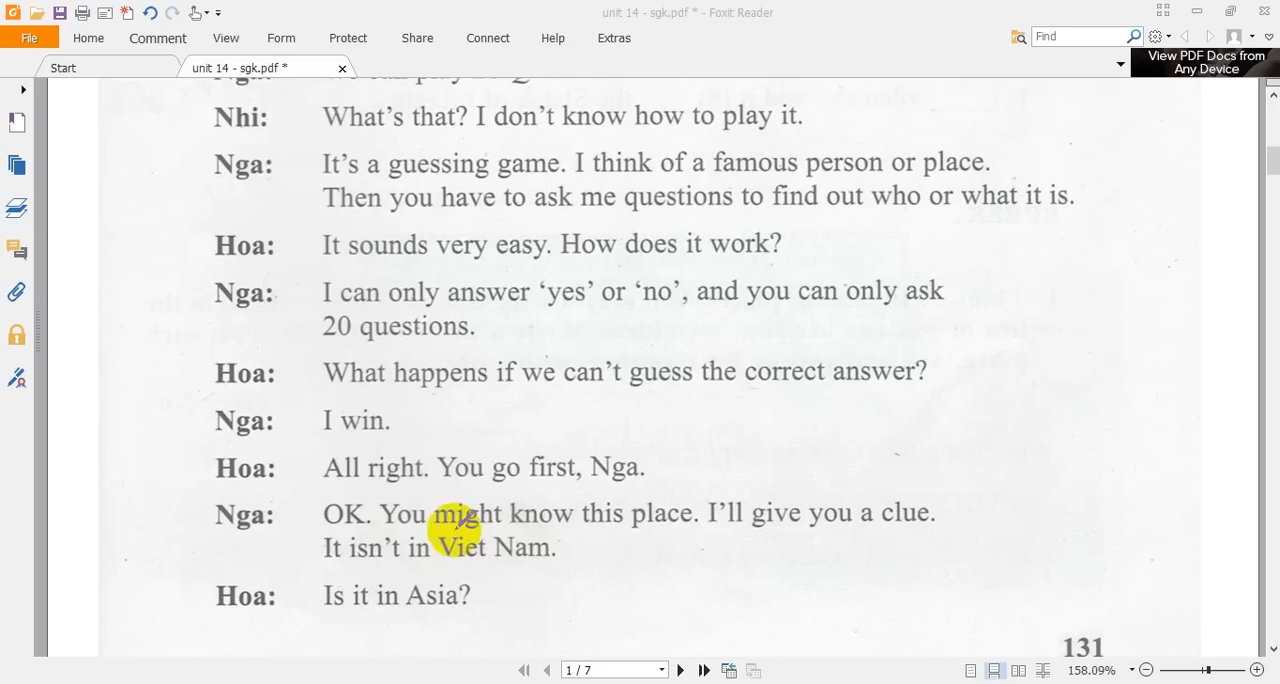 unit 14 - sgk.pdf * - Foxit Reader
File Home Comment View Form Protect Share Connect Help Extras
Find
Start
unit 14 - sgk.pdf *
View PDF Docs from
Any Device
Nhi: What's that? I don't know how to play it.
Nga: It's a guessing game. I think of a famous person or place.
Then you have to ask me questions to find out who or what it is.
Hoa: It sounds very easy. How does it work?
Nga: I can only answer ‘yes’ or ‘no’, and you can only ask
20 questions.
Hoa: What happens if we can't guess the correct answer?
Nga: I win.
Hoa: All right. You go first, Nga.
Nga: OK. You might know this place. I'll give you a clue.
It isn't in Viet Nam.
Hoa: Is it in Asia?
131
1 / 7
158.09%